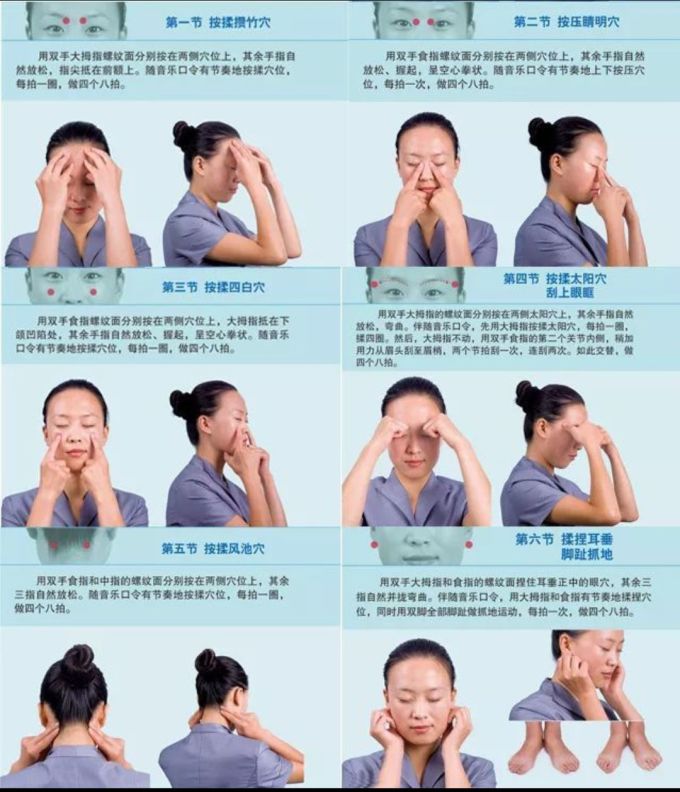 第一节 按揉攒竹穴
用双手大拇指螺纹面分别按在两侧穴位上，其余手指自
然放松，指尖抵在前额上。随音乐口令有节奏地按揉穴位，
每拍一圈，做四个八拍。
第二节 按压睛明穴
用双手食指螺纹面分别按在两侧穴位上，其余手指自
然放松、握起，呈空心拳状。随音乐口令有节奏地上下按压穴
位，每拍一次，做四个八拍。
第三节 按揉四白穴
用双手食指螺纹面分别按在两侧穴位上，大拇指抵在下
颌凹陷处，其余手指自然放松、握起，呈空心拳状。随音乐
口令有节奏地按揉穴位，每拍一圈，做四个八拍。
第四节 按揉太阳穴
刮上眼眶
用双手大拇指的螺纹面分别按在两侧太阳穴上，其余手指自然
放松，弯曲。伴随音乐口令，先用大拇指按揉太阳穴，每拍一圈，
揉四圈。然后，大拇指不动，用双手食指的第二个关节内侧，稍加
用力从眉头刮至眉梢，两个节拍刮一次，连刮两次。如此交替，做
四个八拍。
第五节 按揉风池穴
用双手食指和中指的螺纹面分别按在两侧穴位上，其余
三指自然放松。随音乐口令有节奏地按揉穴位，每拍一圈，
做四个八拍。
第六节 揉捏耳垂
脚趾抓地
用双手大拇指和食指的螺纹面捏住耳垂正中的眼穴，其余三
指自然并拢弯曲。伴随音乐口令，用大拇指和食指有节奏地揉捏穴
位，同时用双脚全部脚趾做抓地运动，每拍一次，做四个八拍。